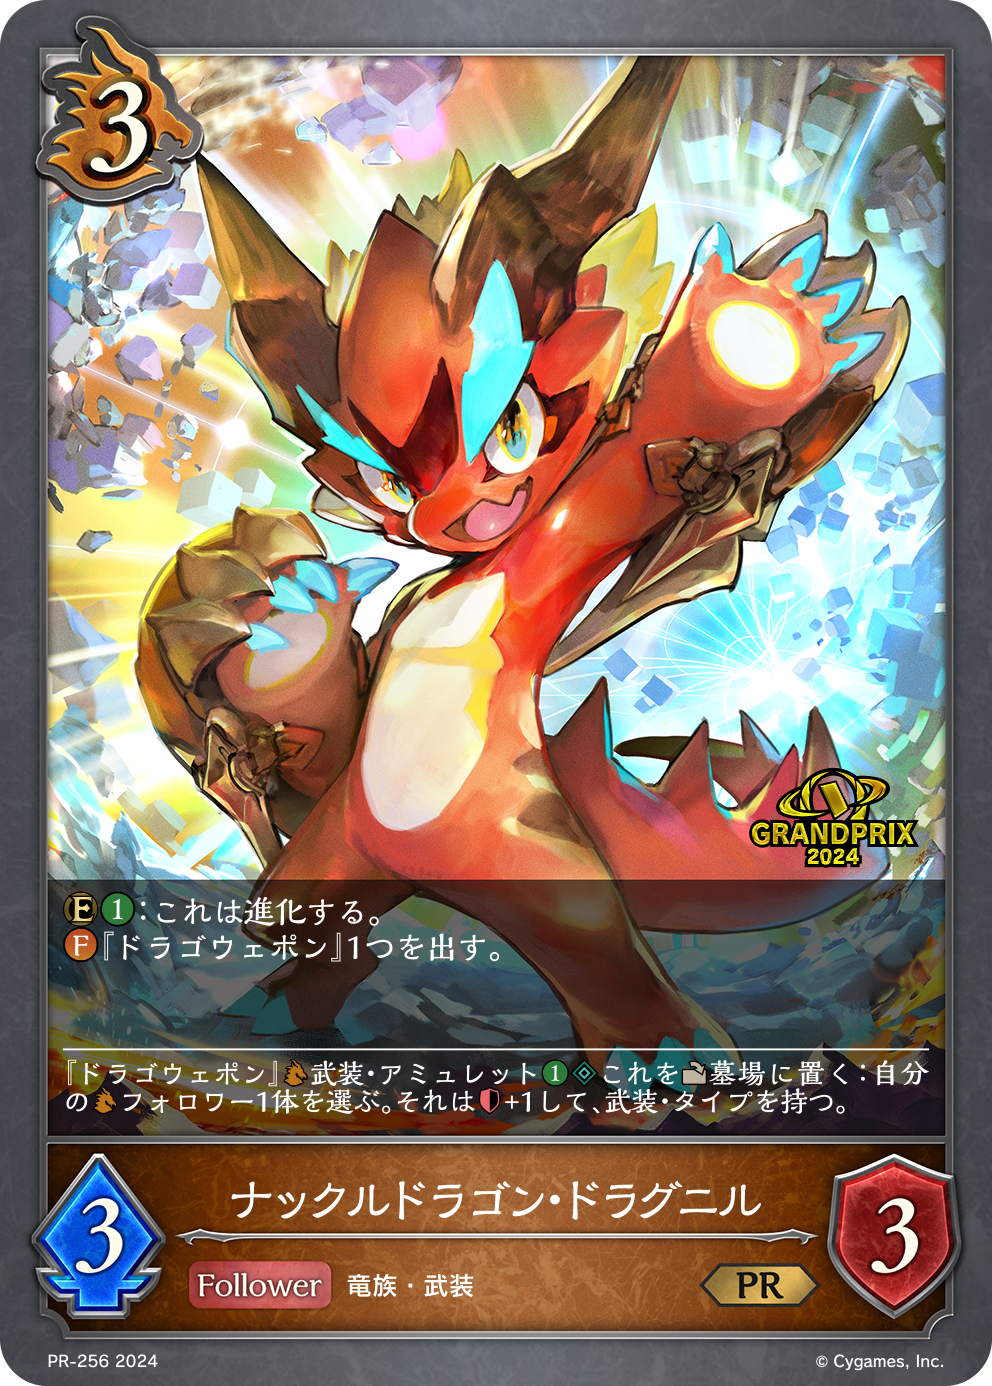 3
GRANDPRIX
2024
E 1：これは進化する。
F『ドラゴウェポン』1つを出す。
『ドラゴウェポン』武装・アミュレット 1 これを墓場に置く：自分
のフォロワー1体を選ぶ。それは+1して、武装・タイプを持つ。
3
ナックルドラゴン・ドラグニル
3
Follower 竜族・武装 PR
PR-256 2024
© Cygames, Inc.